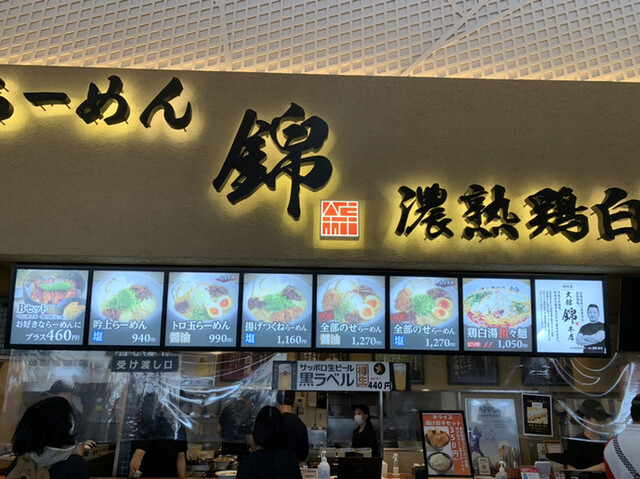 らーめん
錦
濃熟鶏白
Bセット
お好きならーめんに
プラス460円
吟上らーめん
塩 940円
トロ玉らーめん
醤油 990円
揚げつくねらーめん
塩 1,160円
全部のせらーめん
醤油 1,270円
全部のせらーめん
塩 1,270円
鶏白湯担々麺
1,050円
錦
本店
受け渡し口
サッポロ生ビール
黒ラベル
440円